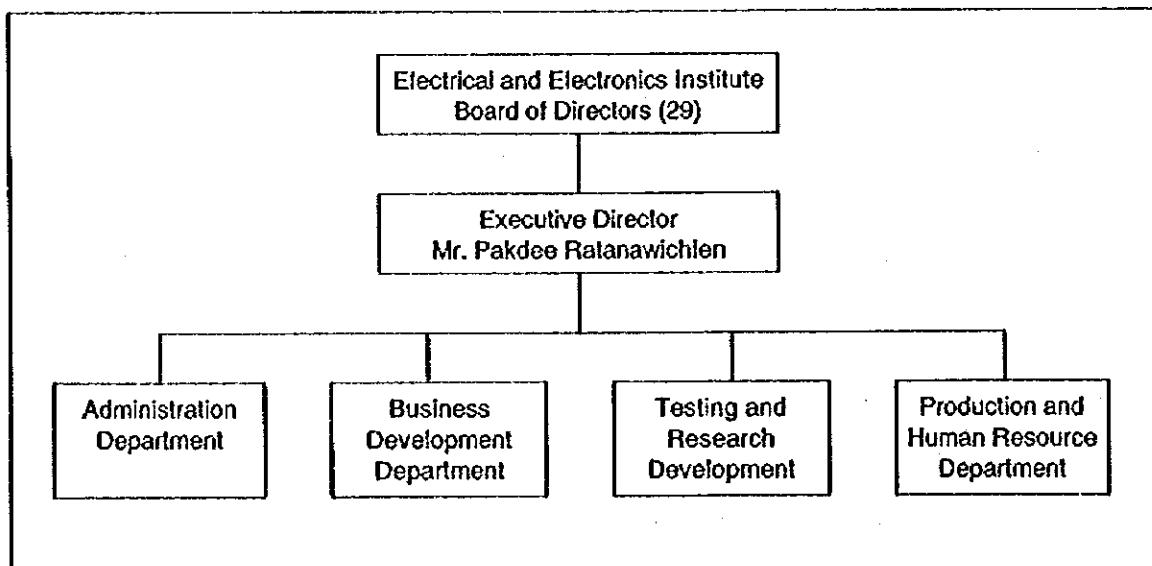 Electrical and Electronics Institute
Board of Directors (29)
Executive Director
Mr. Pakdee Ratanawichien
Administration
Department
Business
Development
Department
Testing and
Research
Development
Production and
Human Resource
Department